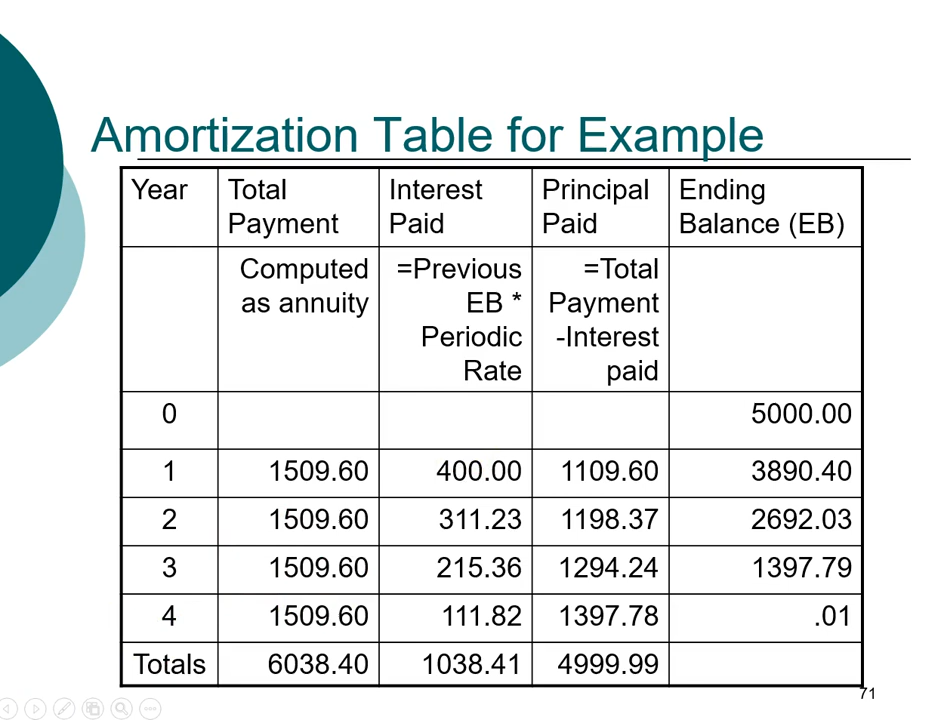 Amortization Table for Example
Year Total Payment Interest Paid Principal Paid Ending Balance (EB)
Computed as annuity =Previous EB * Periodic Rate =Total Payment -Interest paid
0 5000.00
1 1509.60 400.00 1109.60 3890.40
2 1509.60 311.23 1198.37 2692.03
3 1509.60 215.36 1294.24 1397.79
4 1509.60 111.82 1397.78 .01
Totals 6038.40 1038.41 4999.99
71